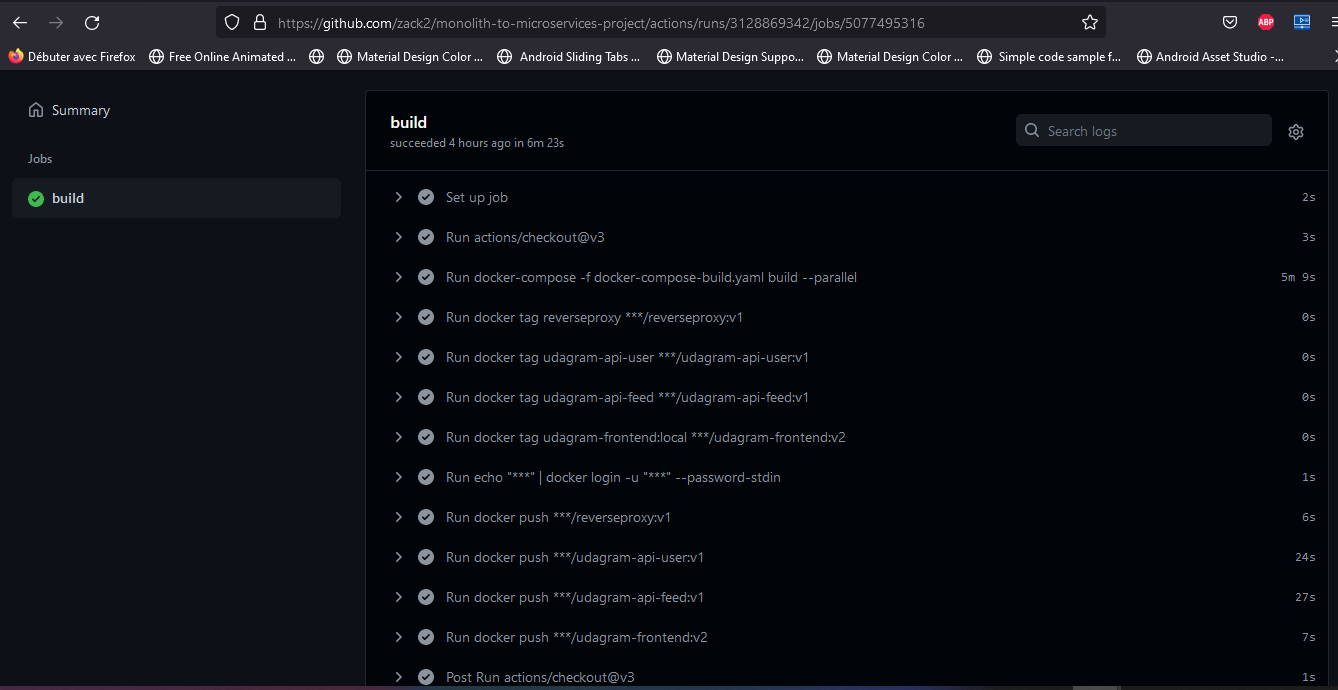 https://github.com/zack2/monolith-to-microservices-project/actions/runs/3128869342/jobs/5077495316
ABP
Débuter avec Firefox Free Online Animated ... Material Design Color ... Android Sliding Tabs ... Material Design Suppo... Material Design Color ... Simple code sample f... Android Asset Studio -...
Summary
Jobs
build
build
succeeded 4 hours ago in 6m 23s
Search logs
Set up job 2s
Run actions/checkout@v3 3s
Run docker-compose -f docker-compose-build.yaml build --parallel 5m 9s
Run docker tag reverseproxy ***/reverseproxy:v1 0s
Run docker tag udagram-api-user ***/udagram-api-user:v1 0s
Run docker tag udagram-api-feed ***/udagram-api-feed:v1 0s
Run docker tag udagram-frontend:local ***/udagram-frontend:v2 0s
Run echo "***" | docker login -u "***" --password-stdin 1s
Run docker push ***/reverseproxy:v1 6s
Run docker push ***/udagram-api-user:v1 24s
Run docker push ***/udagram-api-feed:v1 27s
Run docker push ***/udagram-frontend:v2 7s
Post Run actions/checkout@v3 1s